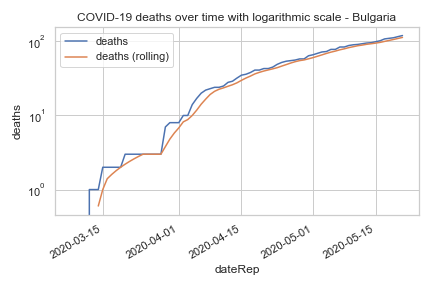 COVID-19 deaths over time with logarithmic scale - Bulgaria
deaths
deaths (rolling)
10²
10¹
10⁰
deaths
2020-03-15
2020-04-01
2020-04-15
2020-05-01
2020-05-15
dateRep